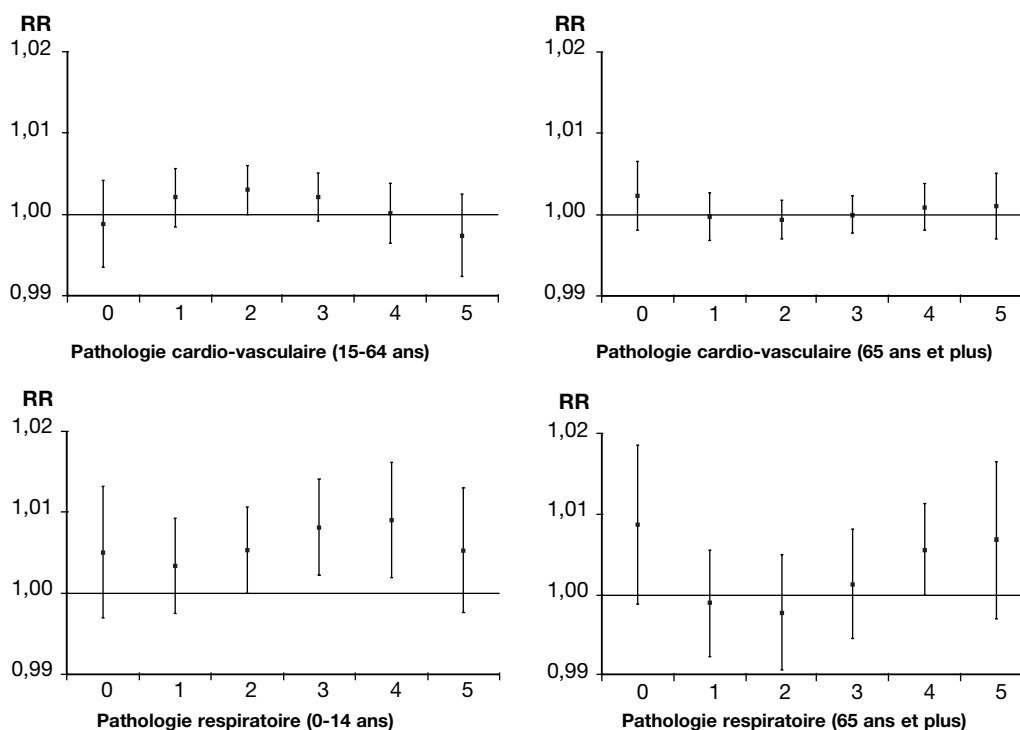 RR
1,02
1,01
1,00
0,99
0 1 2 3 4 5
Pathologie cardio-vasculaire (15-64 ans)
RR
1,02
1,01
1,00
0,99
0 1 2 3 4 5
Pathologie cardio-vasculaire (65 ans et plus)
RR
1,02
1,01
1,00
0,99
0 1 2 3 4 5
Pathologie respiratoire (0-14 ans)
RR
1,02
1,01
1,00
0,99
0 1 2 3 4 5
Pathologie respiratoire (65 ans et plus)